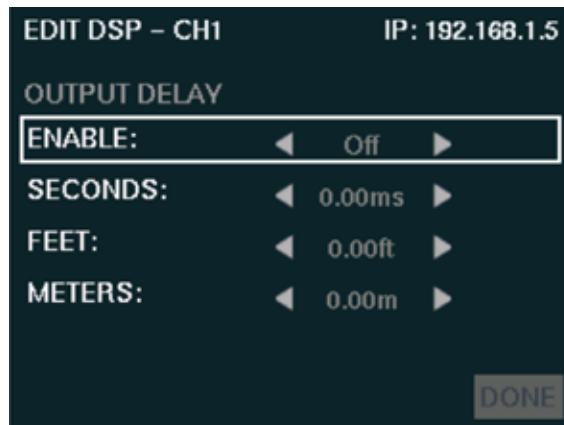 EDIT DSP – CH1 IP: 192.168.1.5
OUTPUT DELAY
ENABLE: Off
SECONDS: 0.00ms
FEET: 0.00ft
METERS: 0.00m
DONE